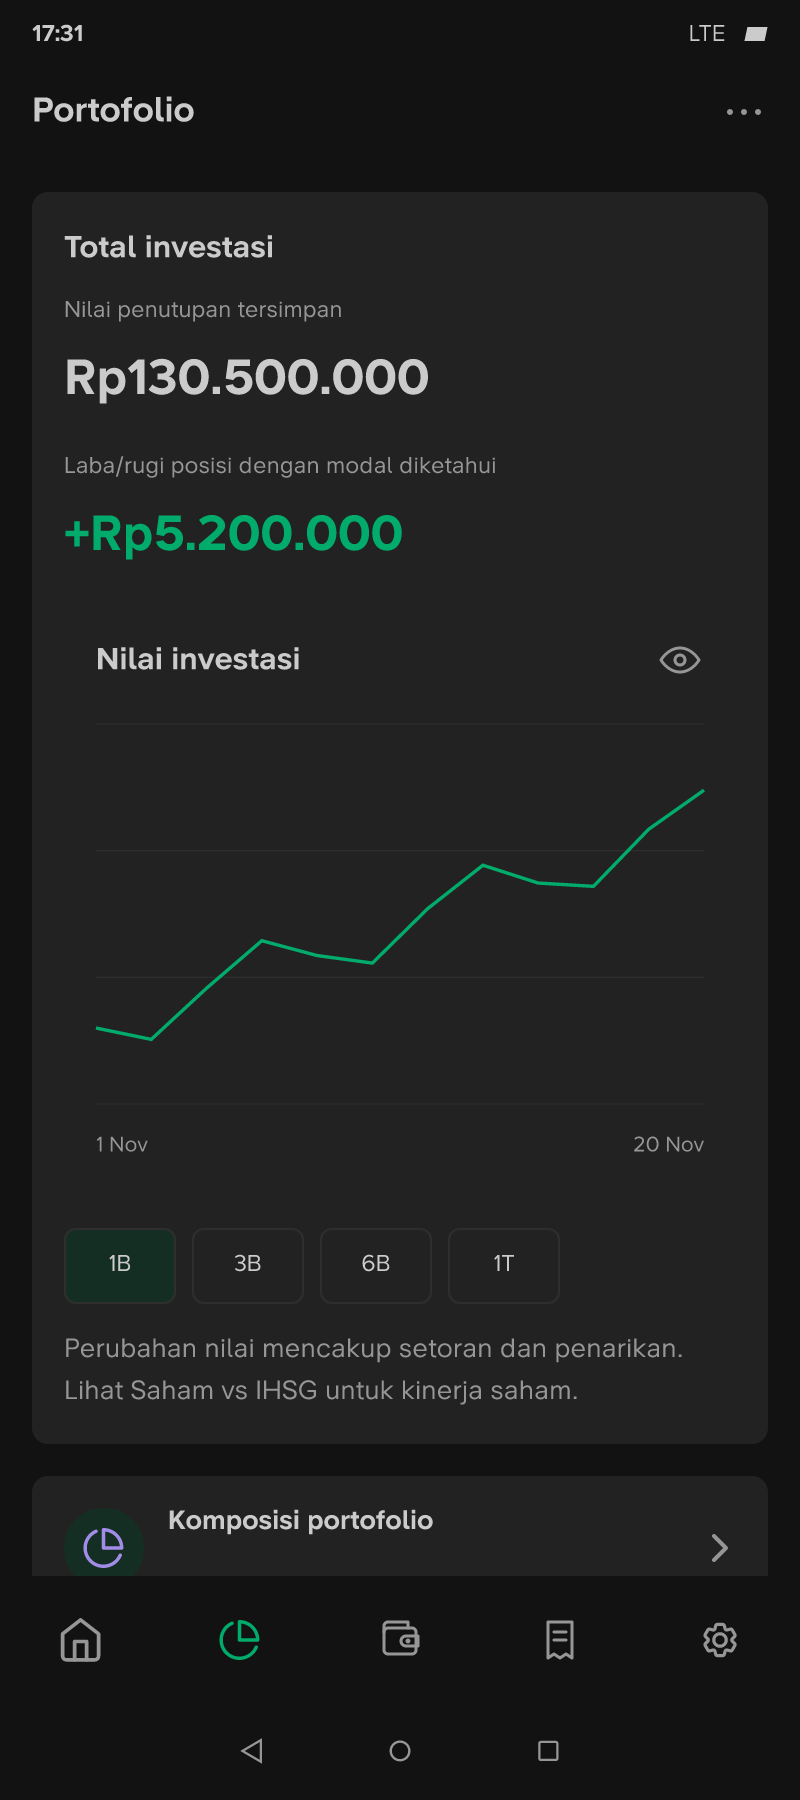 17:31
LTE
Portofolio
Total investasi
Nilai penutupan tersimpan
Rp130.500.000
Laba/rugi posisi dengan modal diketahui
+Rp5.200.000
Nilai investasi
1 Nov
20 Nov
1B
3B
6B
1T
Perubahan nilai mencakup setoran dan penarikan.
Lihat Saham vs IHSG untuk kinerja saham.
Komposisi portofolio